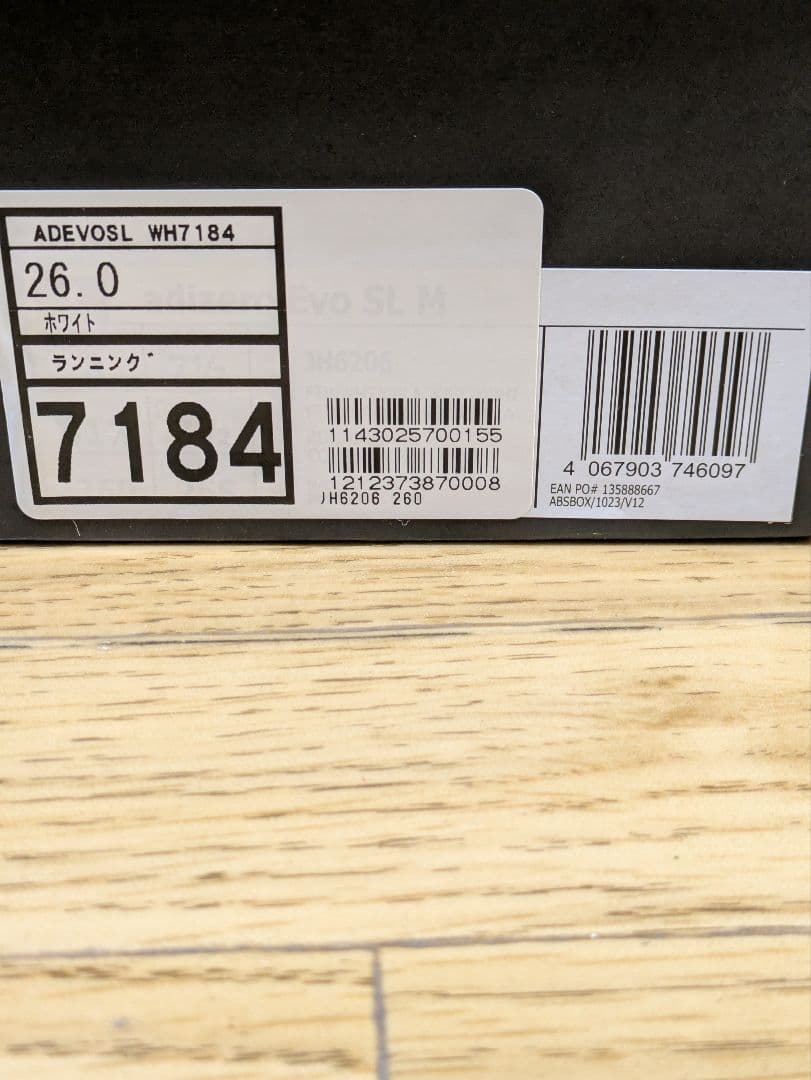 ADEVOSL WH7184
26.0
ホワイト
ランニング
7184
adizero Evo SL M
JH6206
1143025700155
1212373870008
JH6206 260
4 067903 746097
EAN PO# 135888667
ABSBOX/1023/V12